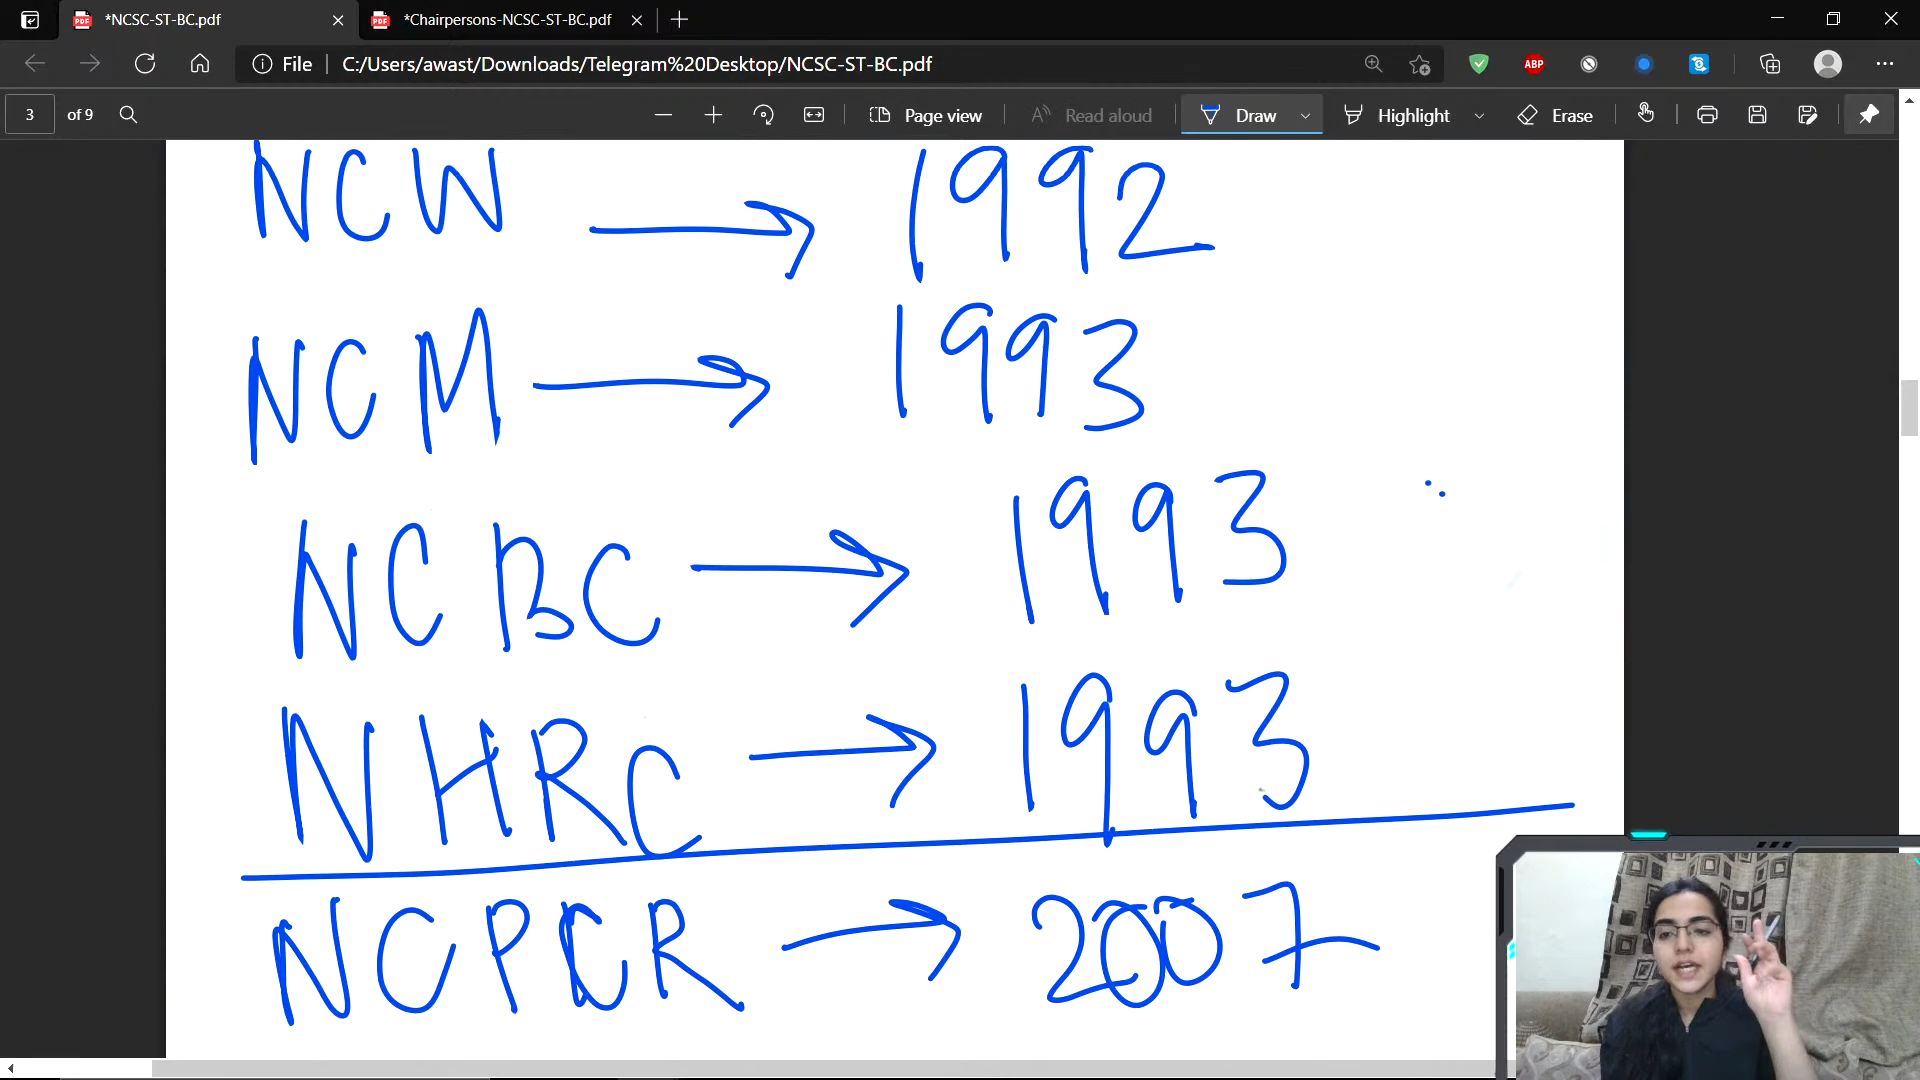 *NCSC-ST-BC.pdf
*Chairpersons-NCSC-ST-BC.pdf
File C:/Users/awast/Downloads/Telegram%20Desktop/NCSC-ST-BC.pdf
ABP
3 of 9 Page view Read aloud Draw Highlight Erase
NCW → 1992
NCM → 1993
NCBC → 1993
NHRC → 1993
NCPCR → 2007